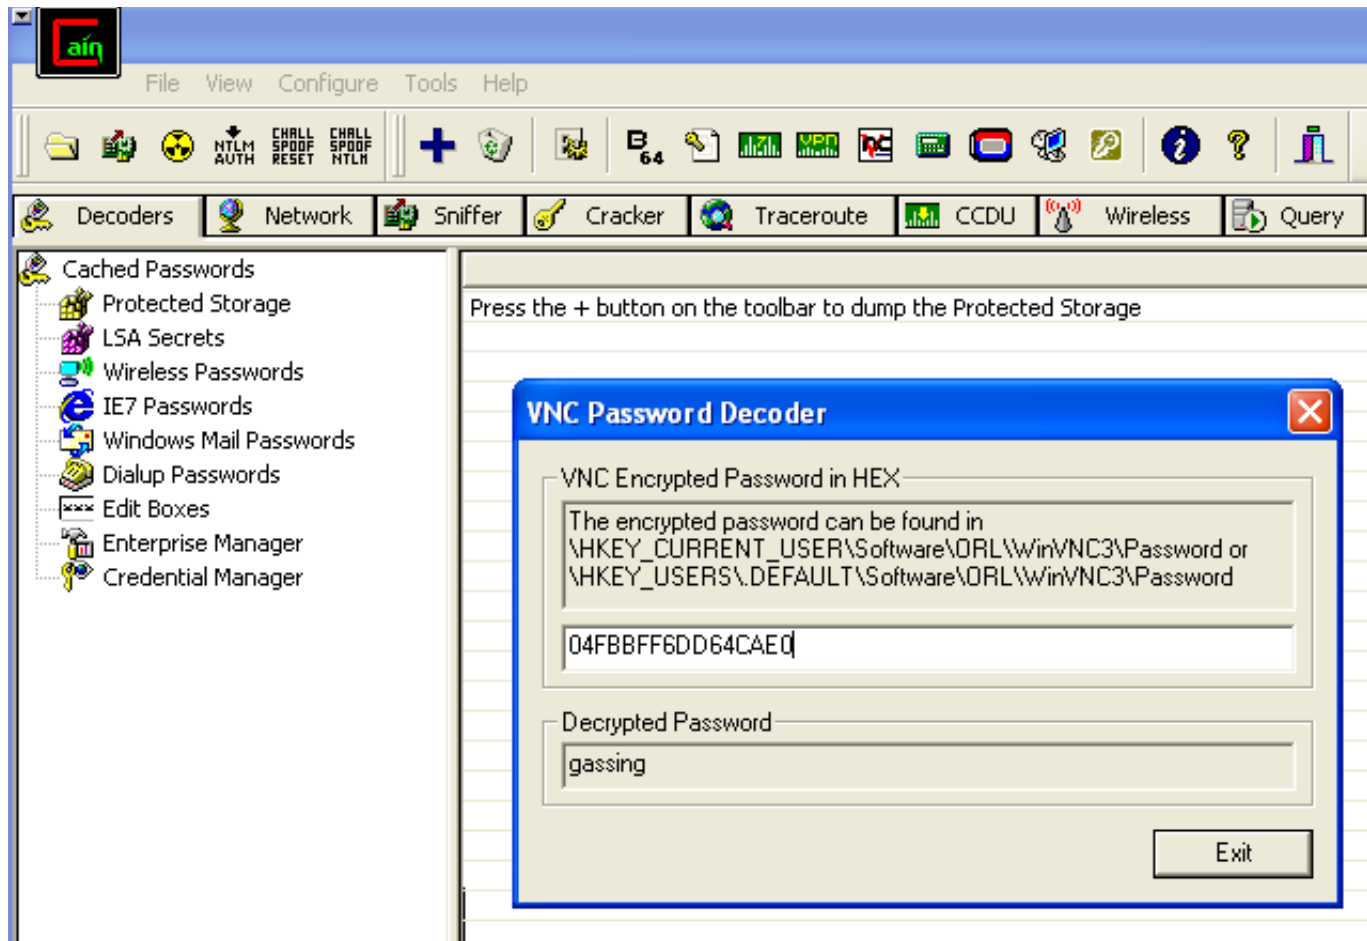 Cain
File View Configure Tools Help
NTLM AUTH
CHALL SPOOF RESET
CHALL SPOOF NTLM
B 64
Decoders Network Sniffer Cracker Traceroute CCDU Wireless Query
Cached Passwords
Protected Storage
LSA Secrets
Wireless Passwords
IE7 Passwords
Windows Mail Passwords
Dialup Passwords
Edit Boxes
Enterprise Manager
Credential Manager
Press the + button on the toolbar to dump the Protected Storage
VNC Password Decoder
VNC Encrypted Password in HEX
The encrypted password can be found in
\HKEY_CURRENT_USER\Software\ORL\WinVNC3\Password or
\HKEY_USERS\.DEFAULT\Software\ORL\WinVNC3\Password
04FBBFF6DD64CAE0
Decrypted Password
gassing
Exit